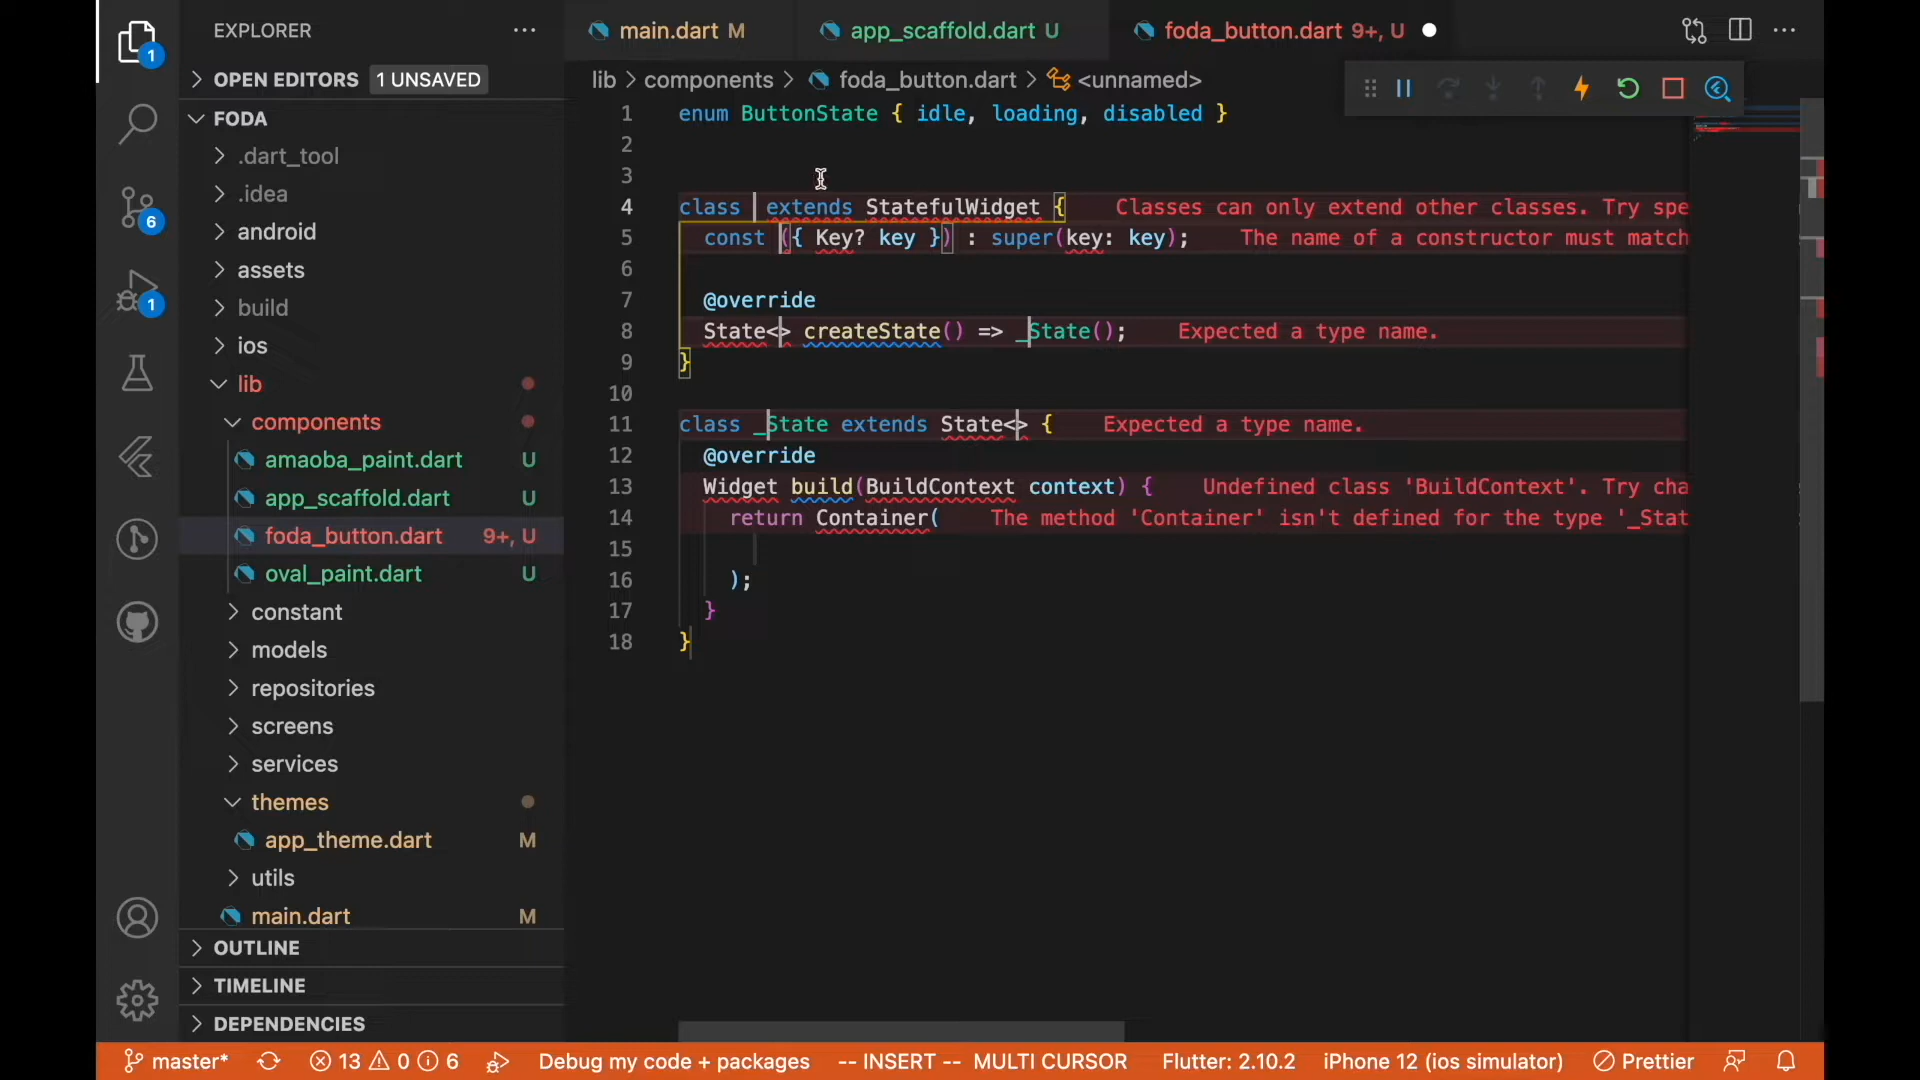 EXPLORER
OPEN EDITORS 1 UNSAVED
FODA
.dart_tool
.idea
android
assets
build
ios
lib
components
amaoba_paint.dart U
app_scaffold.dart U
foda_button.dart 9+, U
oval_paint.dart U
constant
models
repositories
screens
services
themes
app_theme.dart M
utils
main.dart M
OUTLINE
TIMELINE
DEPENDENCIES
1
6
1
main.dart M
app_scaffold.dart U
foda_button.dart 9+, U
lib > components > foda_button.dart > <unnamed>
1 enum ButtonState { idle, loading, disabled }
2
3
4 class extends StatefulWidget { Classes can only extend other classes. Try spe
5 const ({ Key? key }) : super(key: key); The name of a constructor must match
6
7 @override
8 State<> createState() => _State(); Expected a type name.
9 }
10
11 class _State extends State<> { Expected a type name.
12 @override
13 Widget build(BuildContext context) { Undefined class 'BuildContext'. Try cha
14 return Container( The method 'Container' isn't defined for the type '_Stat
15
16 );
17 }
18 }
master* 13 0 6 Debug my code + packages -- INSERT -- MULTI CURSOR Flutter: 2.10.2 iPhone 12 (ios simulator) Prettier